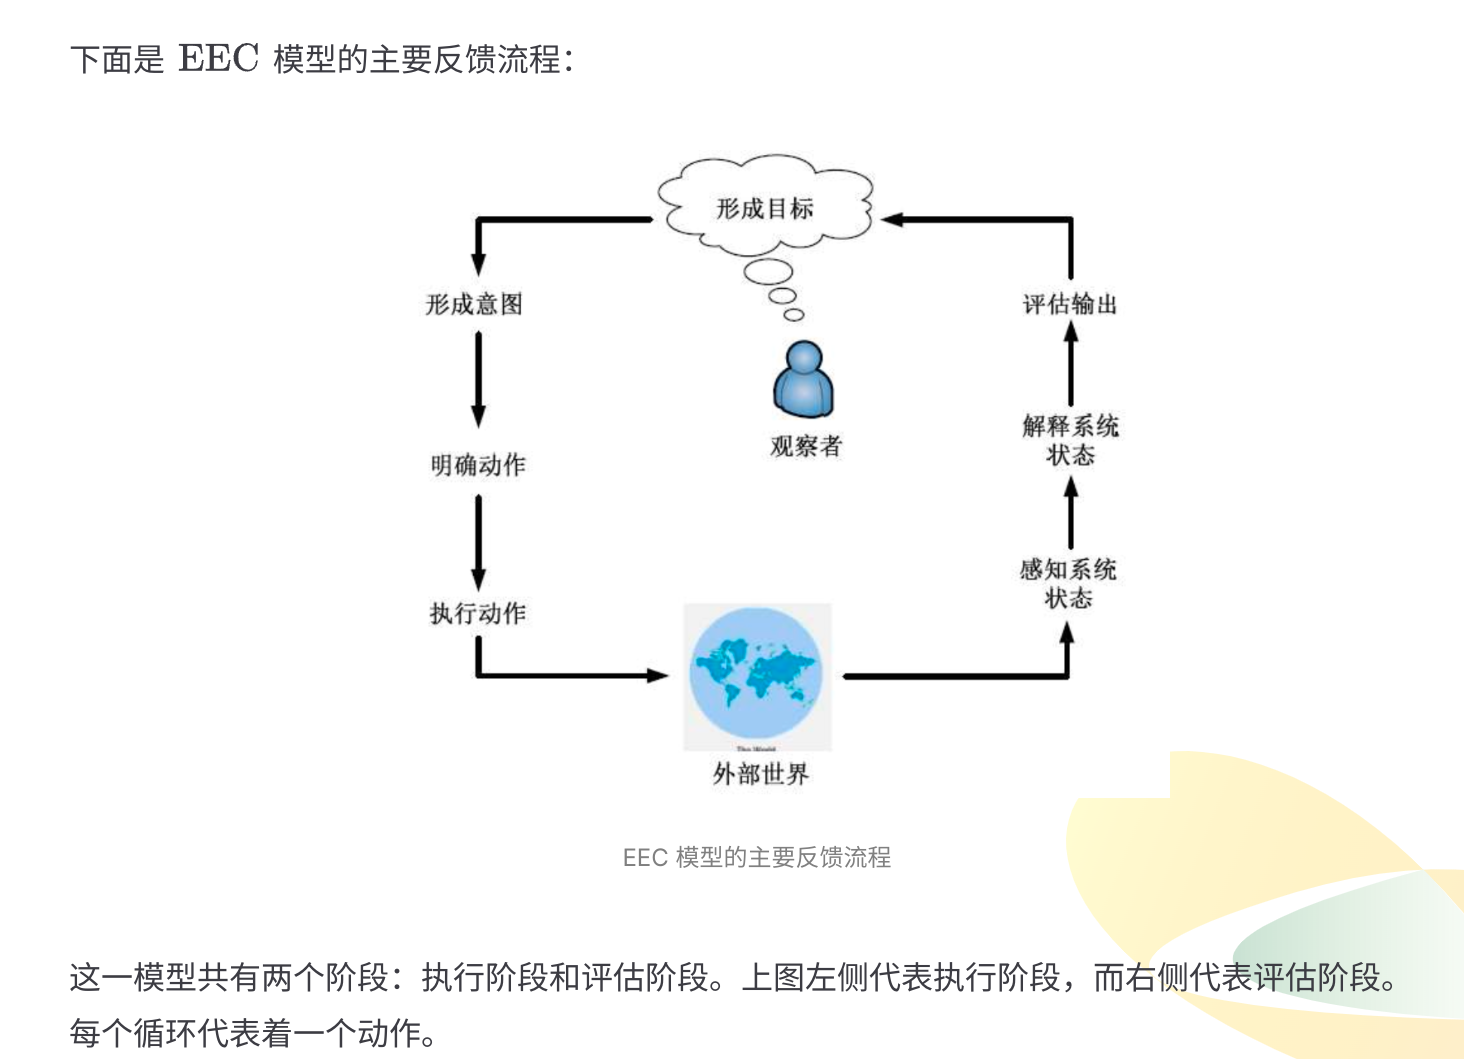 下面是 EEC 模型的主要反馈流程：
形成目标
形成意图
评估输出
解释系统
状态
观察者
明确动作
感知系统
状态
执行动作
The World
外部世界
EEC 模型的主要反馈流程
这一模型共有两个阶段：执行阶段和评估阶段。上图左侧代表执行阶段，而右侧代表评估阶段。
每个循环代表着一个动作。